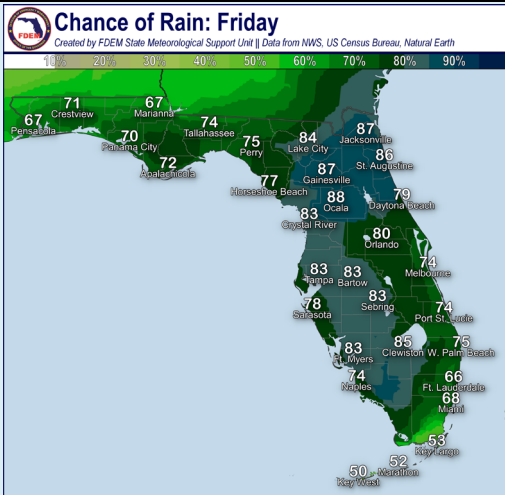 FDEM
Chance of Rain: Friday
Created by FDEM State Meteorological Support Unit || Data from NWS, US Census Bureau, Natural Earth
10% 20% 30% 40% 50% 60% 70% 80% 90%
67
Pensacola
71
Crestview
67
Marianna
70
Panama City
72
Apalachicola
74
Tallahassee
75
Perry
84
Lake City
87
Jacksonville
86
St. Augustine
87
Gainesville
77
Horseshoe Beach
88
Ocala
79
Daytona Beach
83
Crystal River
80
Orlando
74
Melbourne
83
Tampa
83
Bartow
83
Sebring
78
Sarasota
74
Port St. Lucie
83
Ft. Myers
85
Clewiston
75
W. Palm Beach
74
Naples
66
Ft. Lauderdale
68
Miami
53
Key Largo
52
Marathon
50
Key West